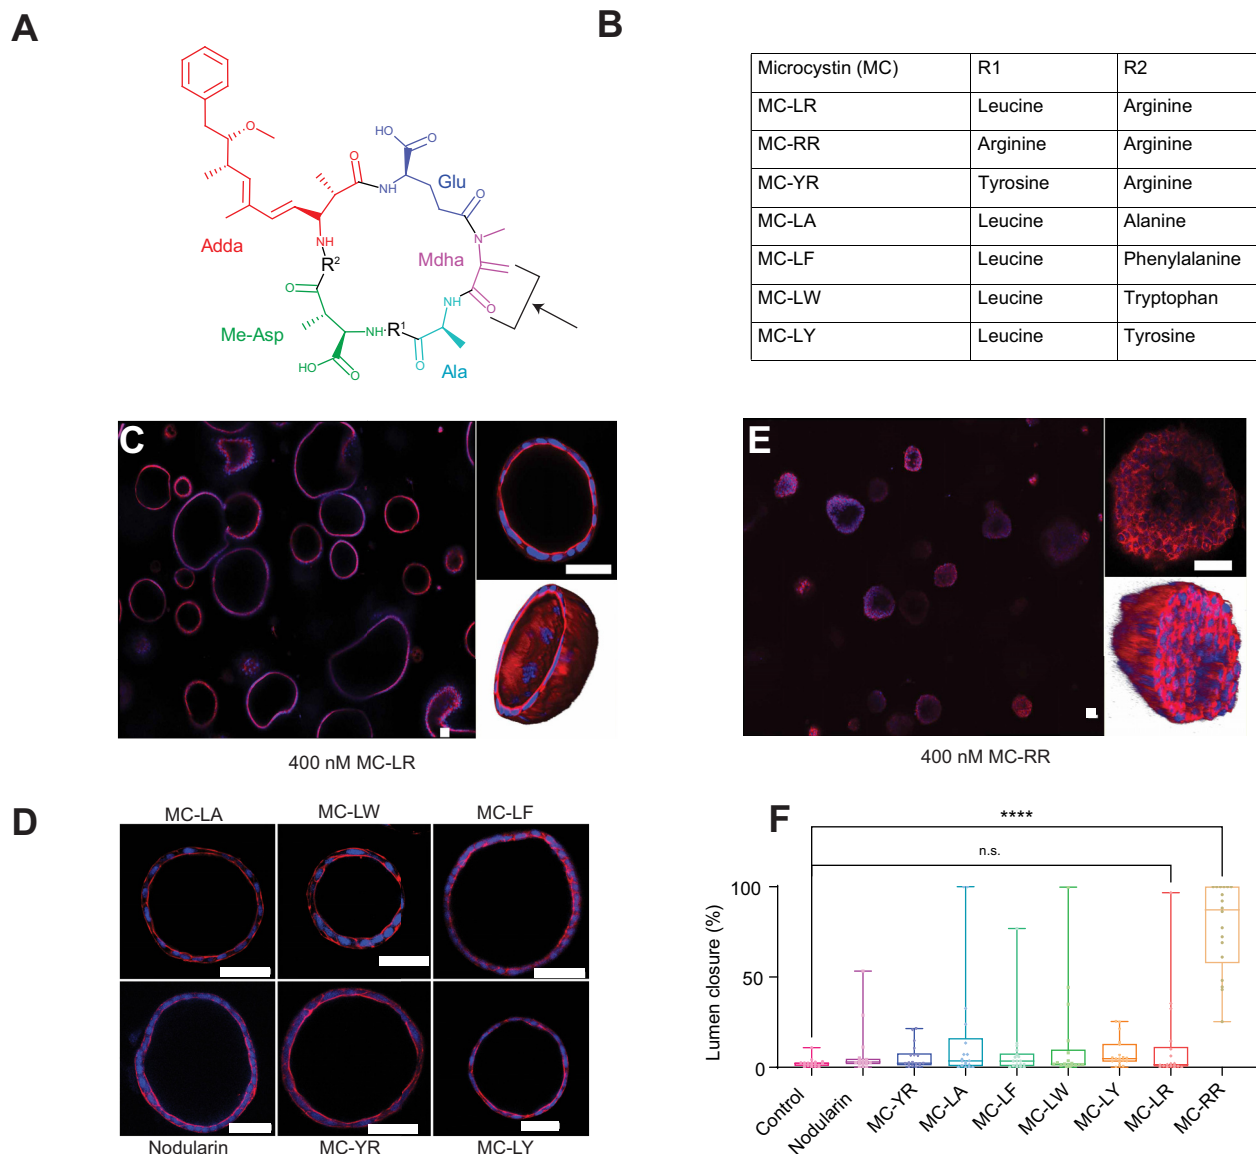 A
B
HO
O
O
O
NH
Glu
O
N
Mdha
Adda
NH
R²
O
NH
O
Me-Asp
NH
R¹
O
Ala
HO
O
Microcystin (MC) R1 R2
MC-LR Leucine Arginine
MC-RR Arginine Arginine
MC-YR Tyrosine Arginine
MC-LA Leucine Alanine
MC-LF Leucine Phenylalanine
MC-LW Leucine Tryptophan
MC-LY Leucine Tyrosine
C
400 nM MC-LR
E
400 nM MC-RR
D
MC-LA MC-LW MC-LF
Nodularin MC-YR MC-LY
F
****
n.s.
Lumen closure (%)
100
50
0
Control
Nodularin
MC-YR
MC-LA
MC-LF
MC-LW
MC-LY
MC-LR
MC-RR